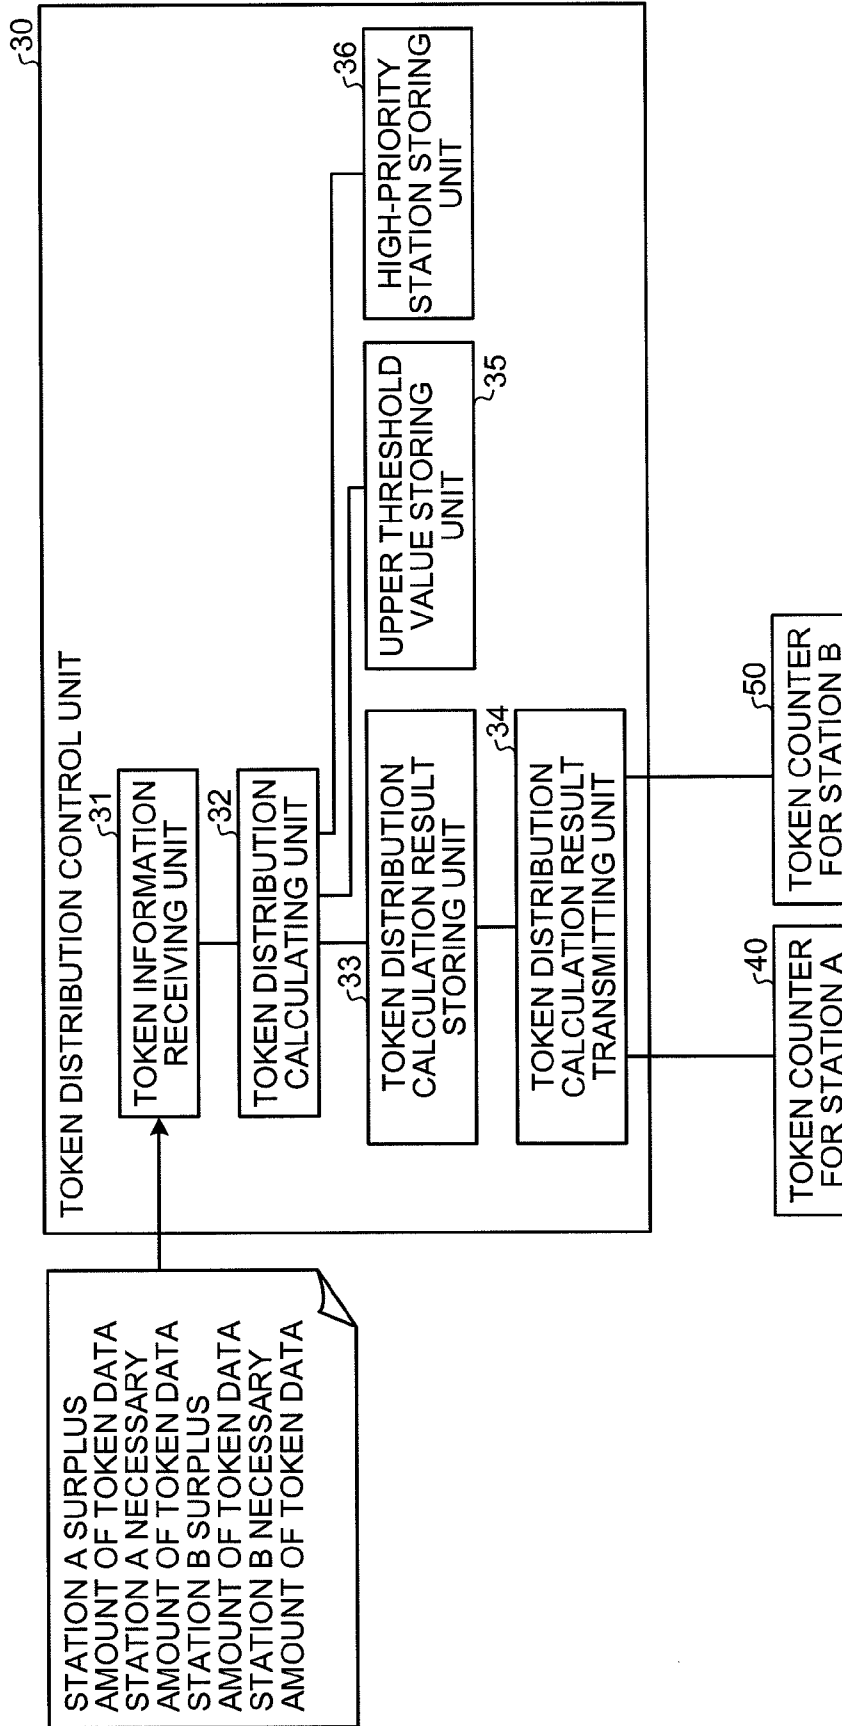 STATION A SURPLUS
AMOUNT OF TOKEN DATA
STATION A NECESSARY
AMOUNT OF TOKEN DATA
STATION B SURPLUS
AMOUNT OF TOKEN DATA
STATION B NECESSARY
AMOUNT OF TOKEN DATA
30
TOKEN DISTRIBUTION CONTROL UNIT
31
TOKEN INFORMATION
RECEIVING UNIT
32
TOKEN DISTRIBUTION
CALCULATING UNIT
33
TOKEN DISTRIBUTION
CALCULATION RESULT
STORING UNIT
34
TOKEN DISTRIBUTION
CALCULATION RESULT
TRANSMITTING UNIT
UPPER THRESHOLD
VALUE STORING
UNIT
35
36
HIGH-PRIORITY
STATION STORING
UNIT
40
TOKEN COUNTER
FOR STATION A
50
TOKEN COUNTER
FOR STATION B